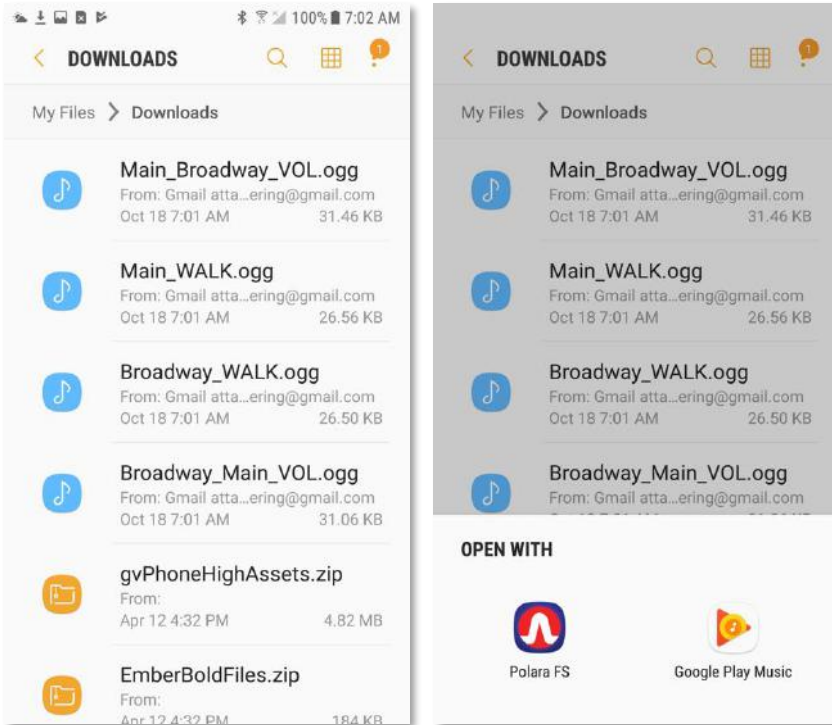 100% 7:02 AM
DOWNLOADS
1
My Files > Downloads
Main_Broadway_VOL.ogg
From: Gmail atta...ering@gmail.com
Oct 18 7:01 AM 31.46 KB
Main_WALK.ogg
From: Gmail atta...ering@gmail.com
Oct 18 7:01 AM 26.56 KB
Broadway_WALK.ogg
From: Gmail atta...ering@gmail.com
Oct 18 7:01 AM 26.50 KB
Broadway_Main_VOL.ogg
From: Gmail atta...ering@gmail.com
Oct 18 7:01 AM 31.06 KB
gvPhoneHighAssets.zip
From:
Apr 12 4:32 PM 4.82 MB
EmberBoldFiles.zip
From:
Apr 12 4:32 PM 184 KB
DOWNLOADS
1
My Files > Downloads
Main_Broadway_VOL.ogg
From: Gmail atta...ering@gmail.com
Oct 18 7:01 AM 31.46 KB
Main_WALK.ogg
From: Gmail atta...ering@gmail.com
Oct 18 7:01 AM 26.56 KB
Broadway_WALK.ogg
From: Gmail atta...ering@gmail.com
Oct 18 7:01 AM 26.50 KB
Broadway_Main_VOL.ogg
From: Gmail atta...ering@gmail.com
OPEN WITH
Polara FS
Google Play Music